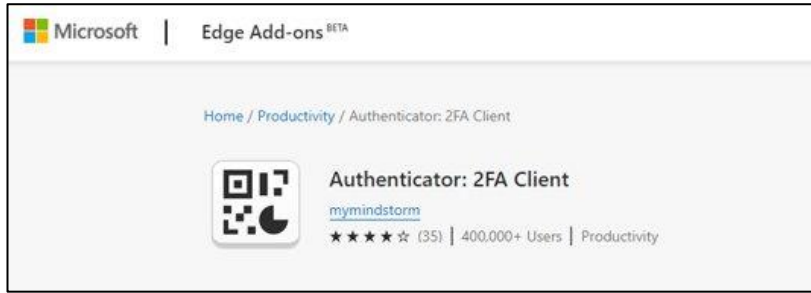 Microsoft | Edge Add-ons BETA
Home / Productivity / Authenticator: 2FA Client
Authenticator: 2FA Client
mymindstorm
★★★★☆ (35) | 400,000+ Users | Productivity